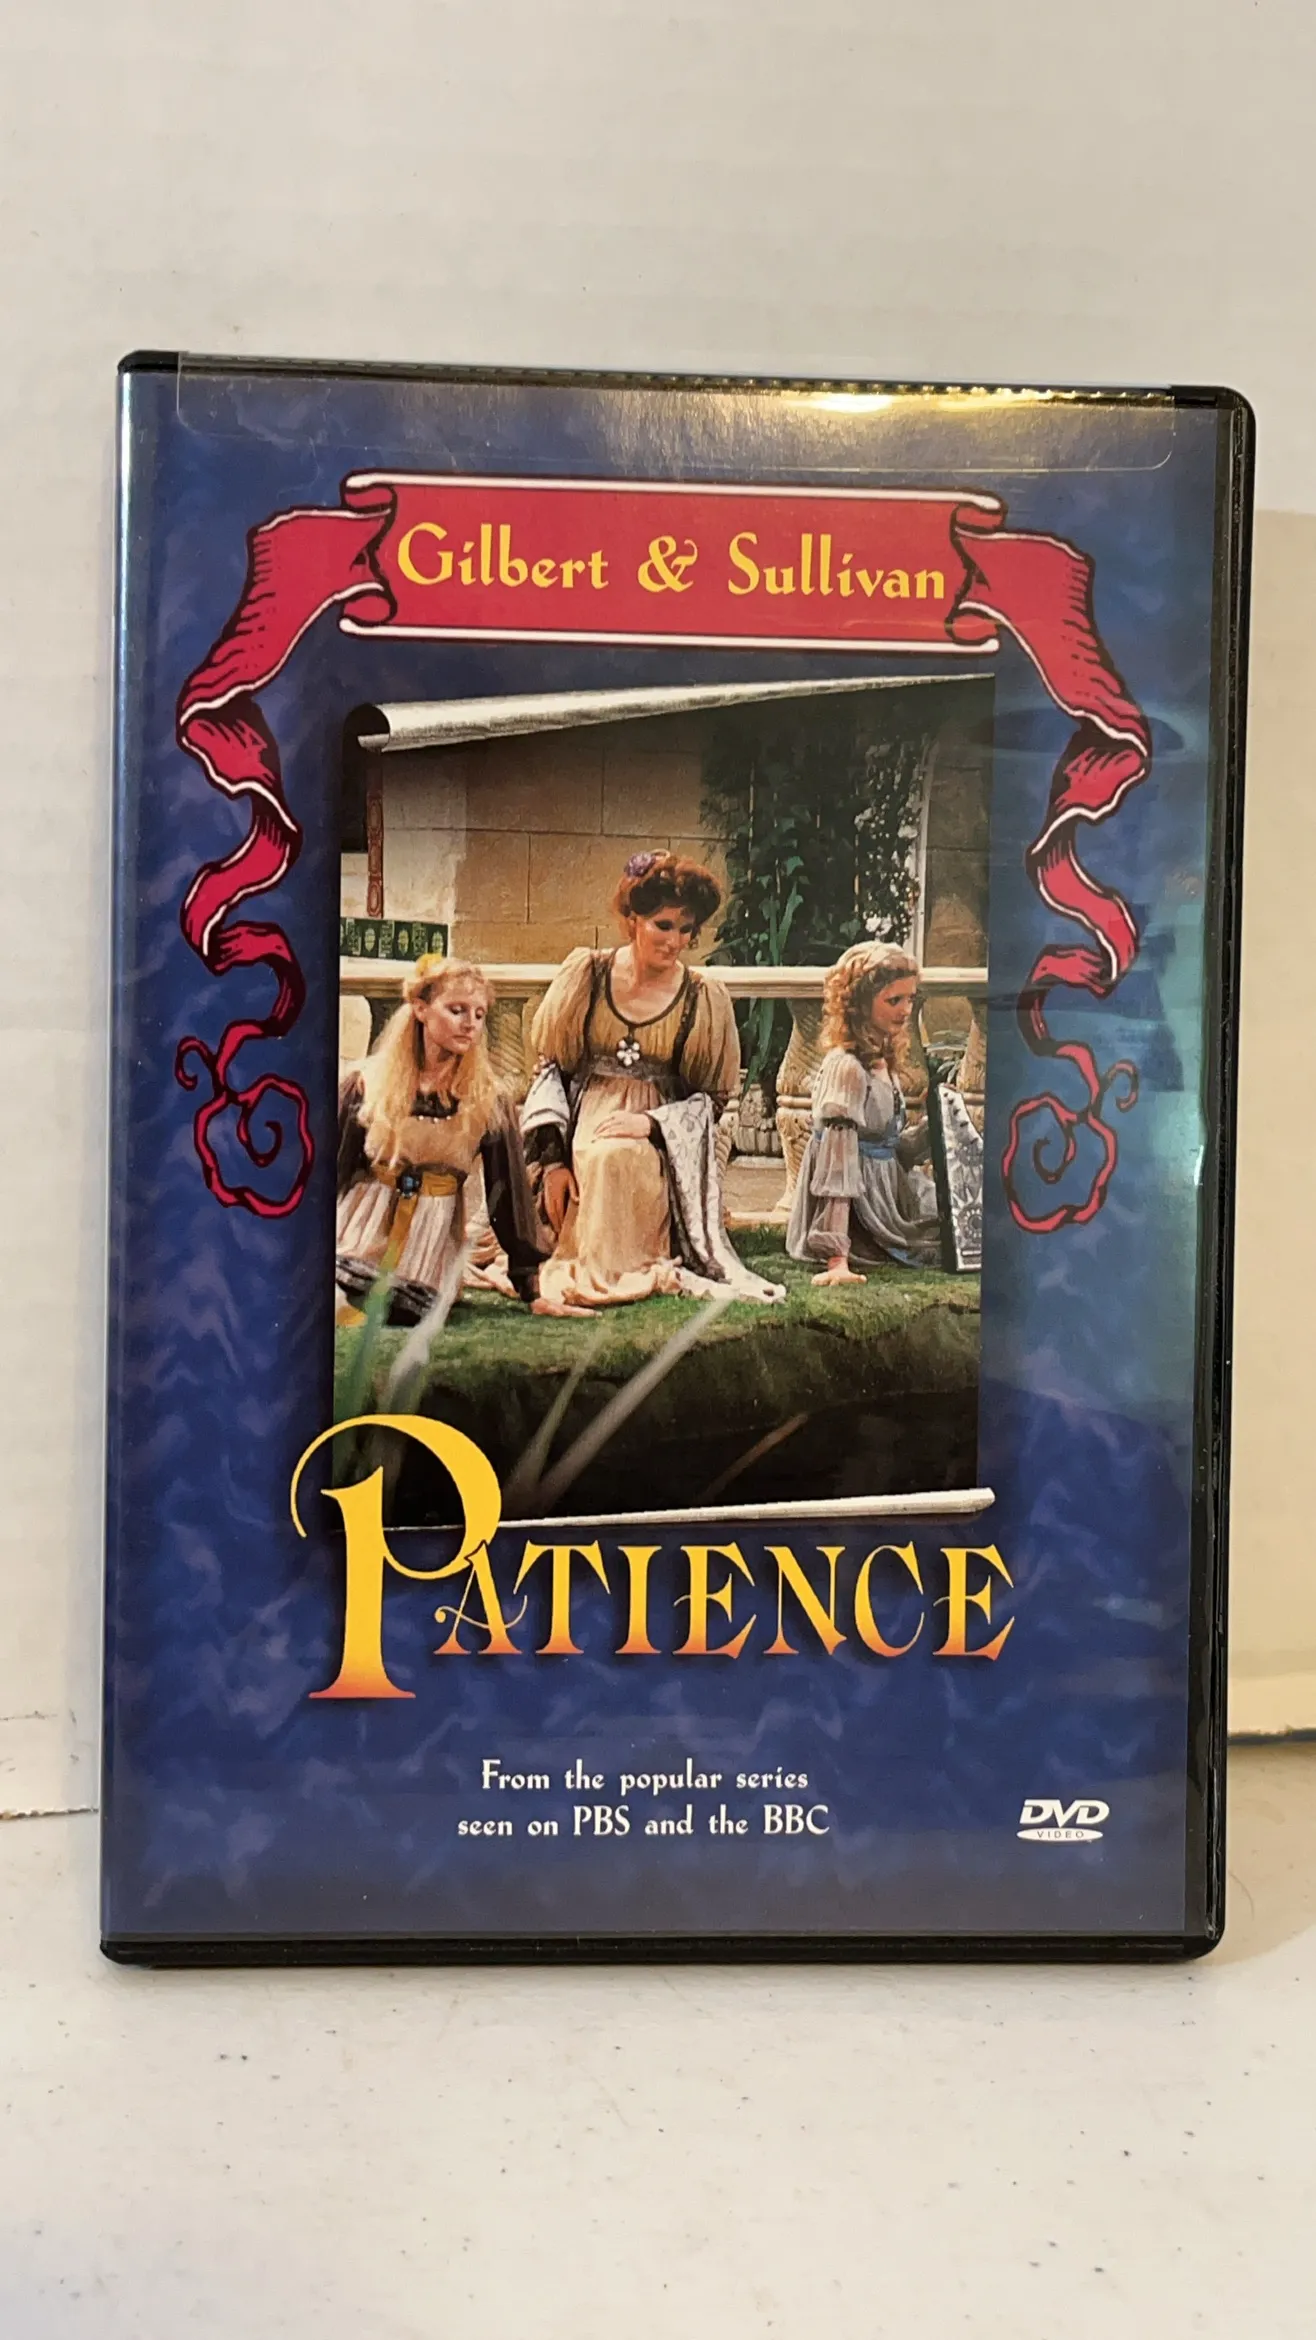 Gilbert & Sullivan
PATIENCE
From the popular series
seen on PBS and the BBC
DVD
VIDEO